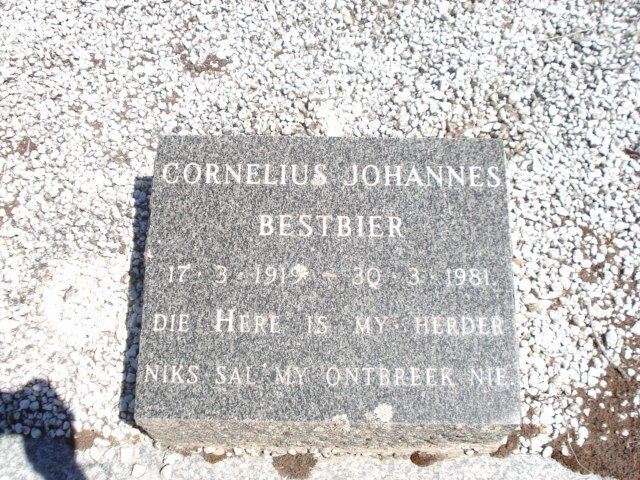 CORNELIUS JOHANNES
BESTBIER
17·3·1919 – 30·3·1981
DIE HERE IS MY HERDER
NIKS SAL MY ONTBREEK NIE.